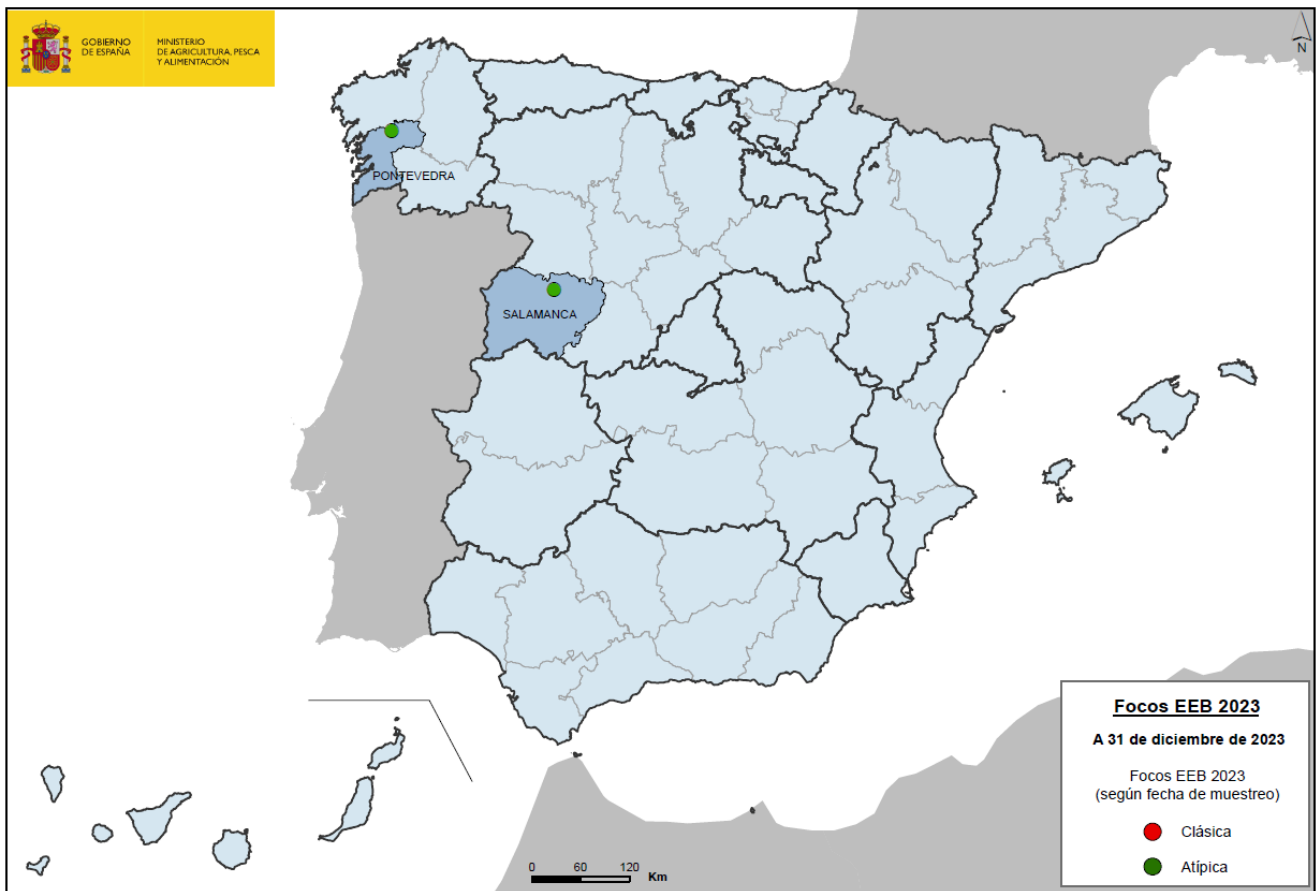 GOBIERNO
DE ESPAÑA
MINISTERIO
DE AGRICULTURA, PESCA
Y ALIMENTACIÓN
N
PONTEVEDRA
SALAMANCA
Focos EEB 2023
A 31 de diciembre de 2023
Focos EEB 2023
(según fecha de muestreo)
Clásica
Atípica
0 60 120
Km